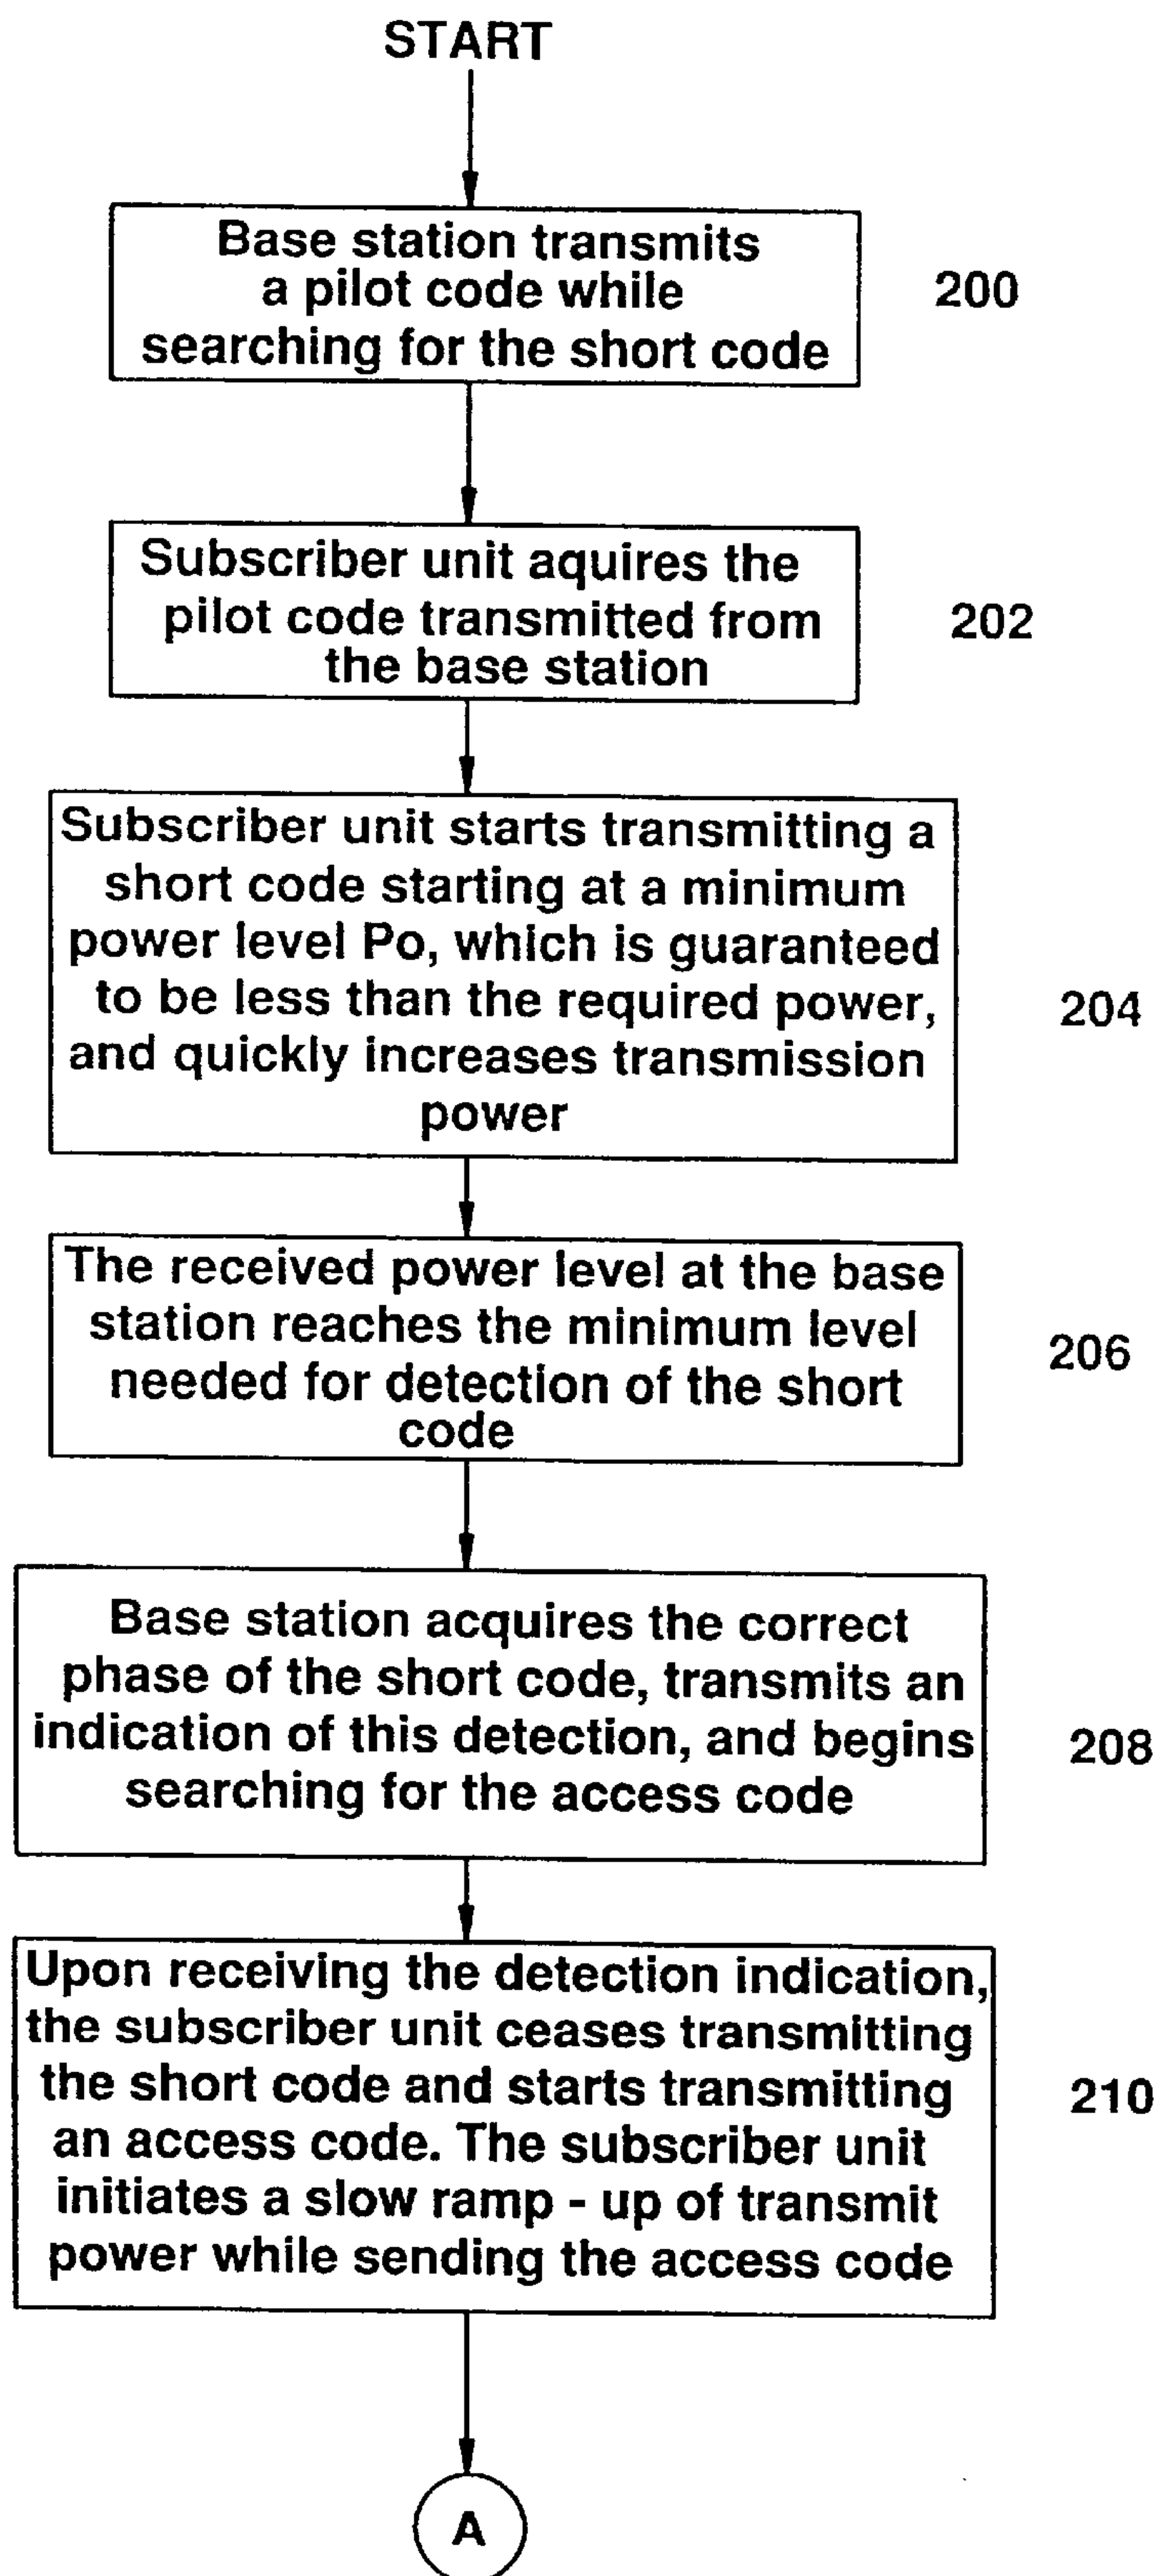 START
Base station transmits
a pilot code while
searching for the short code
200
Subscriber unit aquires the
pilot code transmitted from
the base station
202
Subscriber unit starts transmitting a
short code starting at a minimum
power level Po, which is guaranteed
to be less than the required power,
and quickly increases transmission
power
204
The received power level at the base
station reaches the minimum level
needed for detection of the short
code
206
Base station acquires the correct
phase of the short code, transmits an
indication of this detection, and begins
searching for the access code
208
Upon receiving the detection indication,
the subscriber unit ceases transmitting
the short code and starts transmitting
an access code. The subscriber unit
initiates a slow ramp - up of transmit
power while sending the access code
210
A